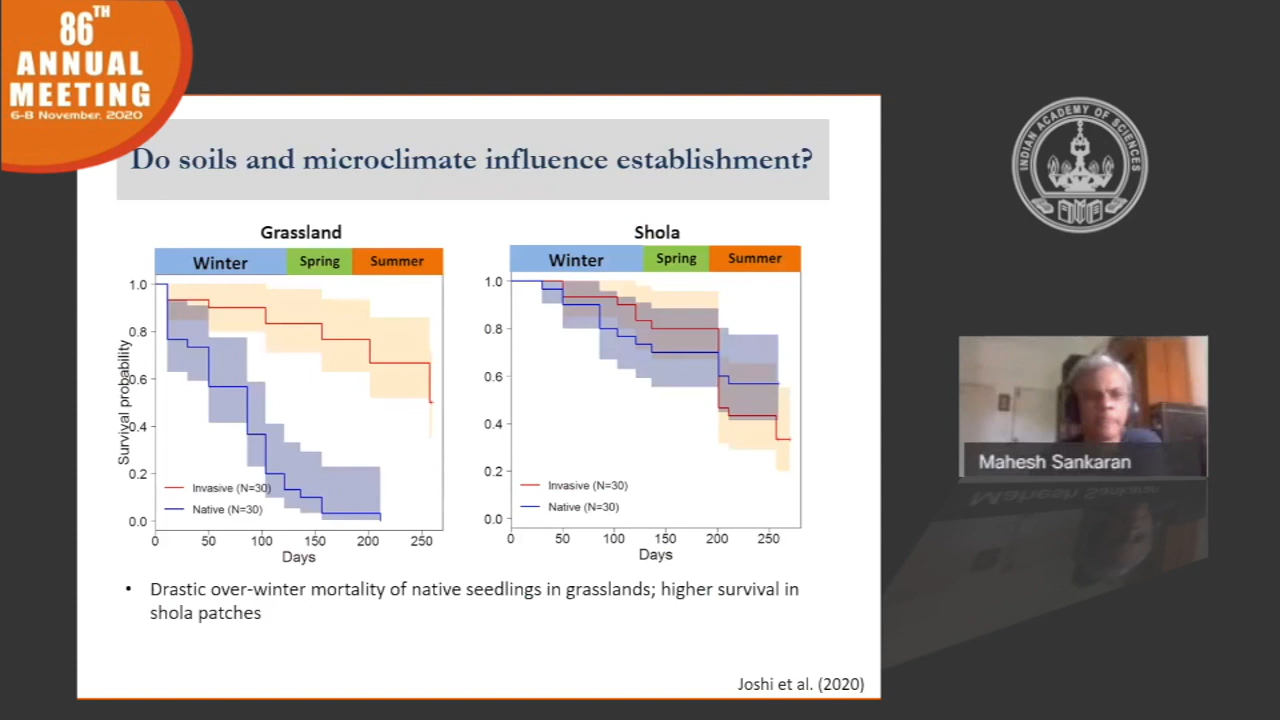 86TH
ANNUAL
MEETING
6-8 November, 2020
INDIAN ACADEMY OF SCIENCES
Do soils and microclimate influence establishment?
Grassland
Winter Spring Summer
Survival probability
1.0
0.8
0.6
0.4
0.2
0.0
Invasive (N=30)
Native (N=30)
0 50 100 150 200 250
Days
Shola
Winter Spring Summer
1.0
0.8
0.6
0.4
0.2
0.0
Invasive (N=30)
Native (N=30)
0 50 100 150 200 250
Days
• Drastic over-winter mortality of native seedlings in grasslands; higher survival in
shola patches
Joshi et al. (2020)
Mahesh Sankaran